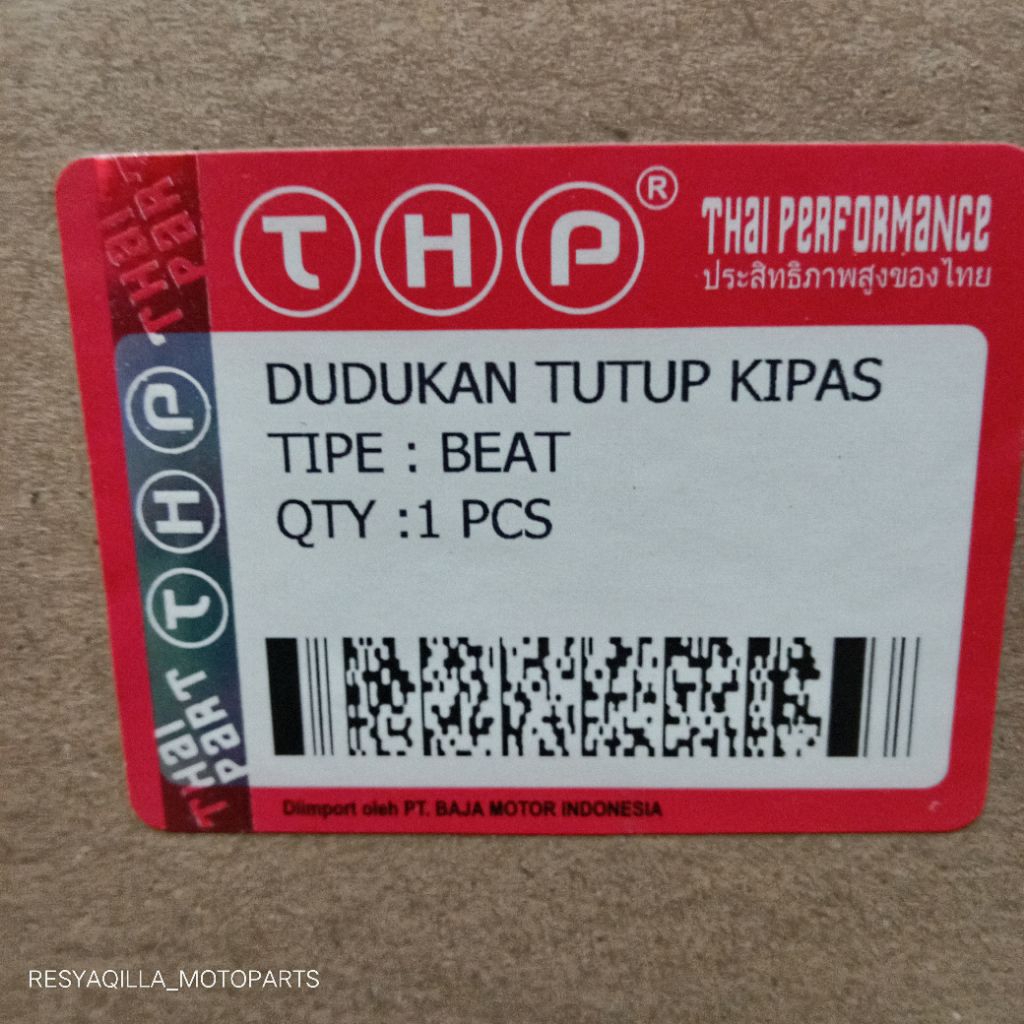 THP®
THAI PERFORMANCE
ประสิทธิภาพสูงของไทย
DUDUKAN TUTUP KIPAS
TIPE : BEAT
QTY :1 PCS
Diimport oleh PT. BAJA MOTOR INDONESIA
THAI PART THP THAI PART
RESYAQILLA_MOTOPARTS